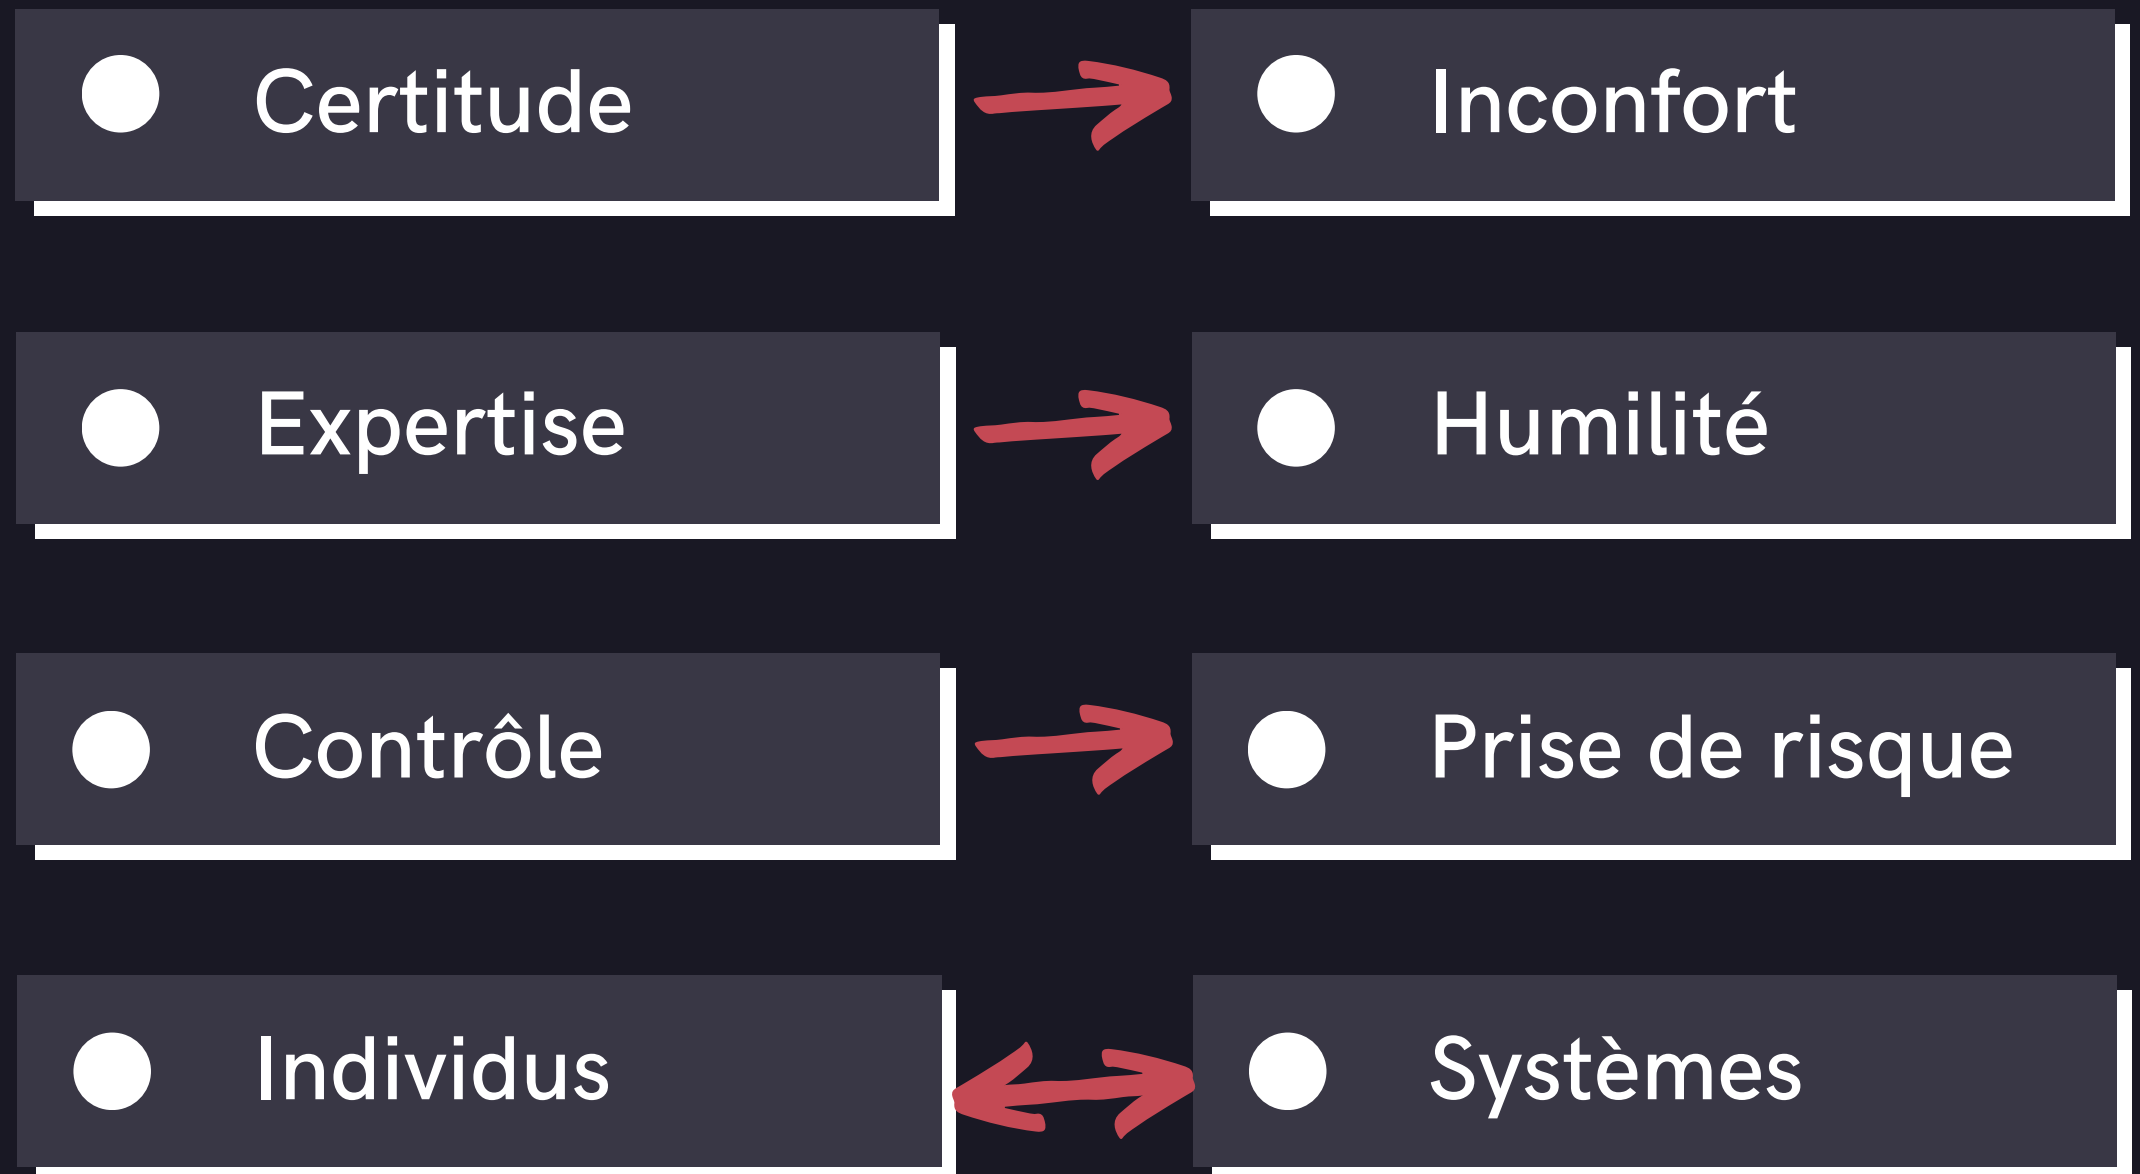 Certitude
Inconfort
Expertise
Humilité
Contrôle
Prise de risque
Individus
Systèmes